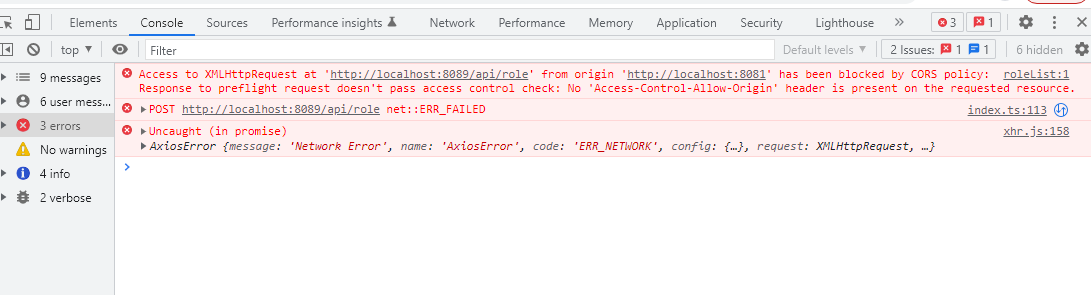 Elements Console Sources Performance insights Network Performance Memory Application Security Lighthouse » 3 1
top ▼ Filter Default levels ▼ 2 Issues: 1 1 6 hidden
9 messages
6 user mess...
3 errors
No warnings
4 info
2 verbose
Access to XMLHttpRequest at 'http://localhost:8089/api/role' from origin 'http://localhost:8081' has been blocked by CORS policy: roleList:1
Response to preflight request doesn't pass access control check: No 'Access-Control-Allow-Origin' header is present on the requested resource.
▶POST http://localhost:8089/api/role net::ERR_FAILED index.ts:113
▶Uncaught (in promise) xhr.js:158
▶AxiosError {message: 'Network Error', name: 'AxiosError', code: 'ERR_NETWORK', config: {…}, request: XMLHttpRequest, …}